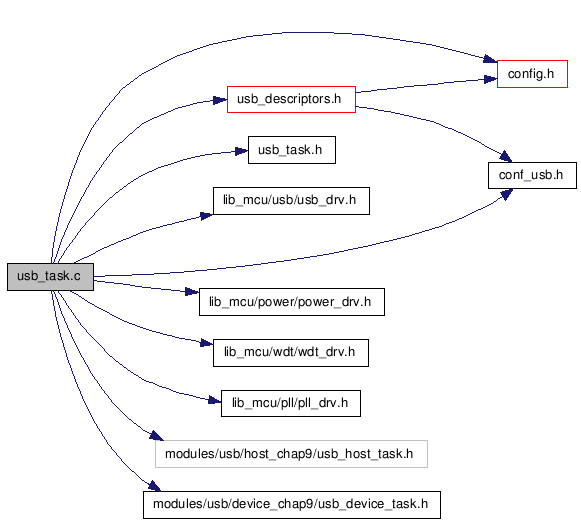 config.h
usb_descriptors.h
usb_task.h
conf_usb.h
lib_mcu/usb/usb_drv.h
usb_task.c
lib_mcu/power/power_drv.h
lib_mcu/wdt/wdt_drv.h
lib_mcu/pll/pll_drv.h
modules/usb/host_chap9/usb_host_task.h
modules/usb/device_chap9/usb_device_task.h